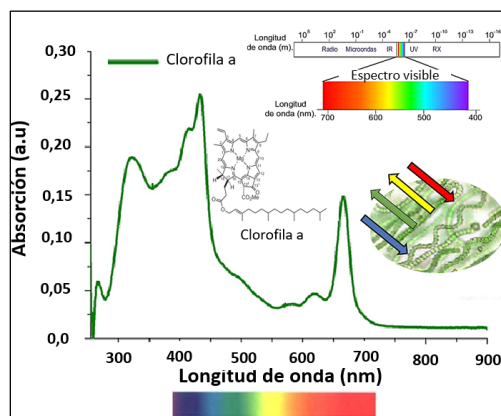 Longitud de onda (m).
10⁵ 10² 10⁻¹ 10⁻⁴ 10⁻⁷ 10⁻¹⁰ 10⁻¹³ 10⁻¹⁶
Radio Microondas IR UV RX
Espectro visible
Longitud de onda (nm).
700 600 500 400
Clorofila a
Clorofila a
Absorción (a.u)
0,30
0,25
0,20
0,15
0,10
0,05
0,0
300 400 500 600 700 800 900
Longitud de onda (nm)